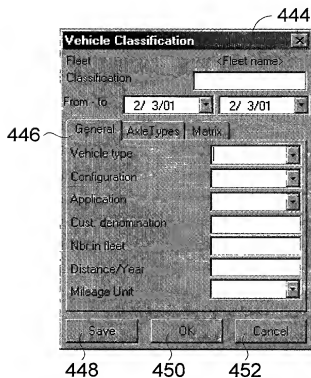 444
Vehicle Classification
Fleet <Fleet name>
Classification
From - to 2/ 3/01 2/ 3/01
446
General AxleTypes Matrix
Vehicle type
Configuration
Application
Cust. denomination
Nbr in fleet
Distance/Year
Mileage Unit
Save OK Cancel
448 450 452